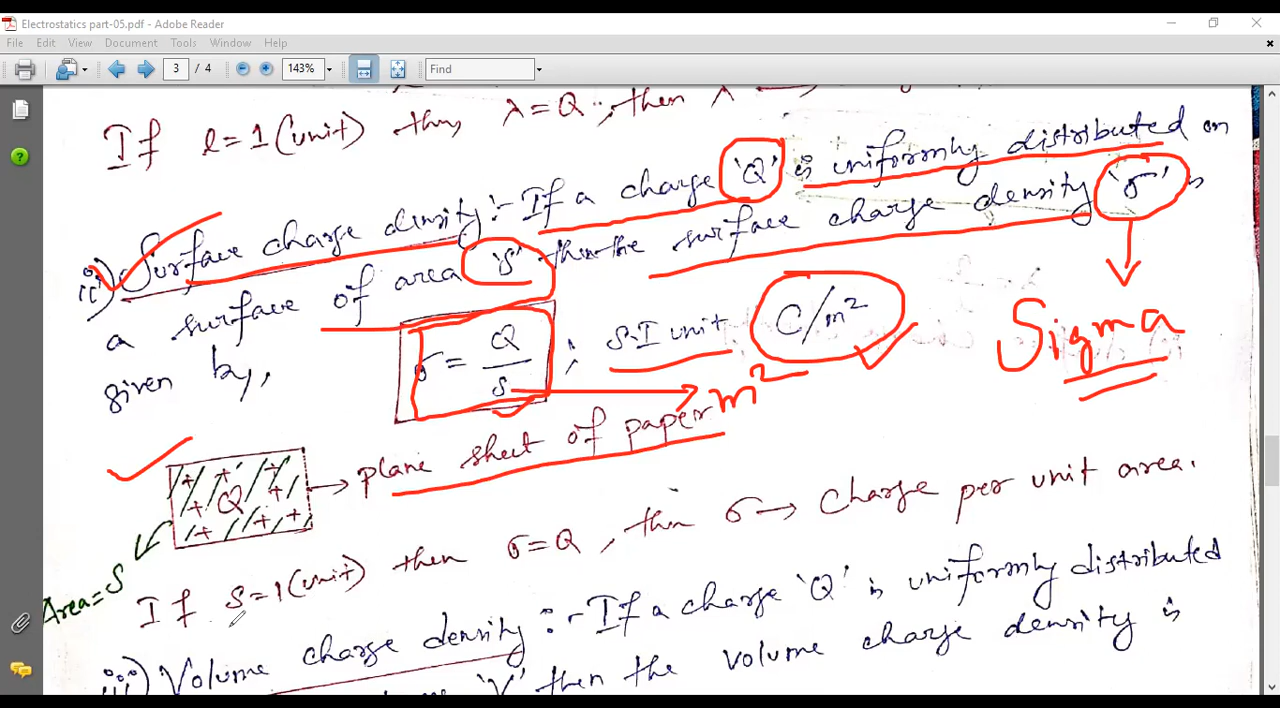 Electrostatics part-05.pdf - Adobe Reader
File Edit View Document Tools Window Help
3 / 4 143% Find
If l=1(unit) then, λ=Q, then λ
ii) Surface charge density :- If a charge 'Q' is uniformly distributed on
a surface of area 'S' then the surface charge density 'σ' is
given by,
σ = Q/S ; S.I unit C/m²
m²
Sigma
plane sheet of paper
Q
Area=S
If S=1(unit) then σ=Q, then σ → Charge per unit area.
iii) Volume charge density :- If a charge 'Q' is uniformly distributed
'V' then the volume charge density is